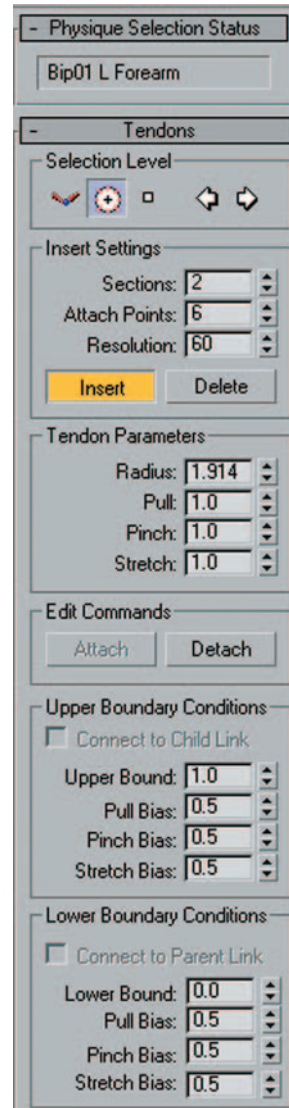 - Physique Selection Status
Bip01 L Forearm
- Tendons
Selection Level
Insert Settings
Sections: 2
Attach Points: 6
Resolution: 60
Insert Delete
Tendon Parameters
Radius: 1.914
Pull: 1.0
Pinch: 1.0
Stretch: 1.0
Edit Commands
Attach Detach
Upper Boundary Conditions
Connect to Child Link
Upper Bound: 1.0
Pull Bias: 0.5
Pinch Bias: 0.5
Stretch Bias: 0.5
Lower Boundary Conditions
Connect to Parent Link
Lower Bound: 0.0
Pull Bias: 0.5
Pinch Bias: 0.5
Stretch Bias: 0.5